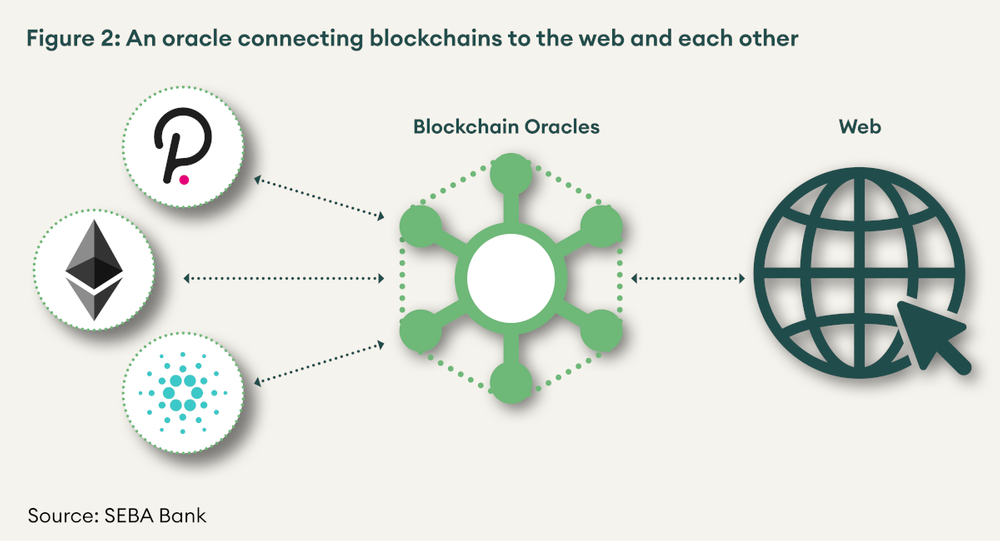 Figure 2: An oracle connecting blockchains to the web and each other
Blockchain Oracles
Web
Source: SEBA Bank